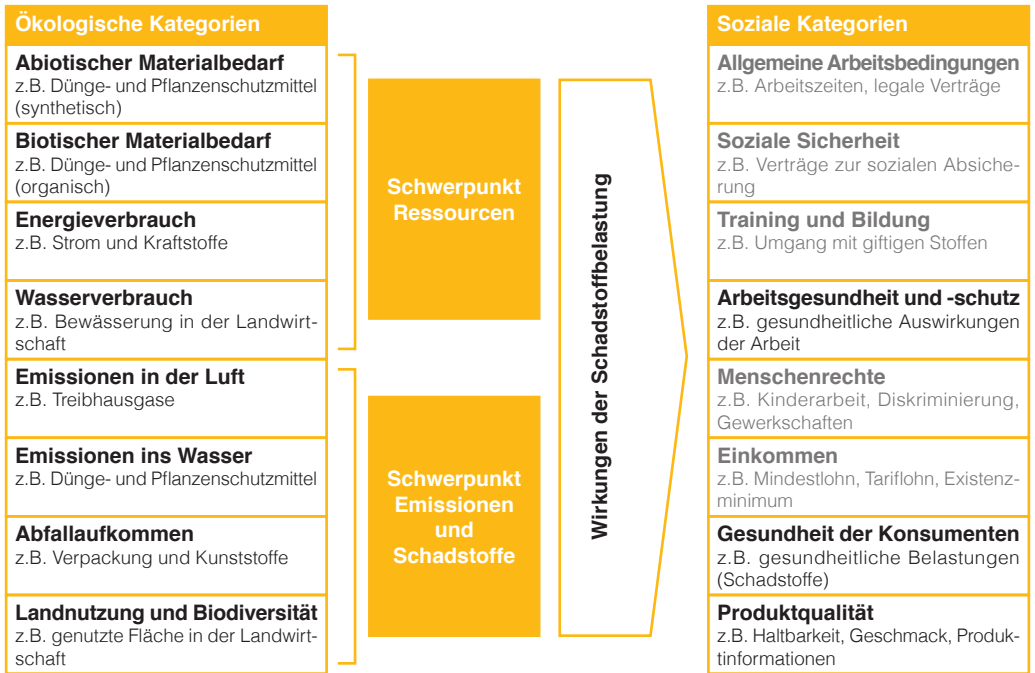 Ökologische Kategorien
Abiotischer Materialbedarf
z.B. Dünge- und Pflanzenschutzmittel
(synthetisch)
Biotischer Materialbedarf
z.B. Dünge- und Pflanzenschutzmittel
(organisch)
Energieverbrauch
z.B. Strom und Kraftstoffe
Wasserverbrauch
z.B. Bewässerung in der Landwirt-
schaft
Emissionen in der Luft
z.B. Treibhausgase
Emissionen ins Wasser
z.B. Dünge- und Pflanzenschutzmittel
Abfallaufkommen
z.B. Verpackung und Kunststoffe
Landnutzung und Biodiversität
z.B. genutzte Fläche in der Landwirt-
schaft
Schwerpunkt
Ressourcen
Schwerpunkt
Emissionen
und
Schadstoffe
Wirkungen der Schadstoffbelastung
Soziale Kategorien
Allgemeine Arbeitsbedingungen
z.B. Arbeitszeiten, legale Verträge
Soziale Sicherheit
z.B. Verträge zur sozialen Absiche-
rung
Training und Bildung
z.B. Umgang mit giftigen Stoffen
Arbeitsgesundheit und -schutz
z.B. gesundheitliche Auswirkungen
der Arbeit
Menschenrechte
z.B. Kinderarbeit, Diskriminierung,
Gewerkschaften
Einkommen
z.B. Mindestlohn, Tariflohn, Existenz-
minimum
Gesundheit der Konsumenten
z.B. gesundheitliche Belastungen
(Schadstoffe)
Produktqualität
z.B. Haltbarkeit, Geschmack, Produk-
tinformationen